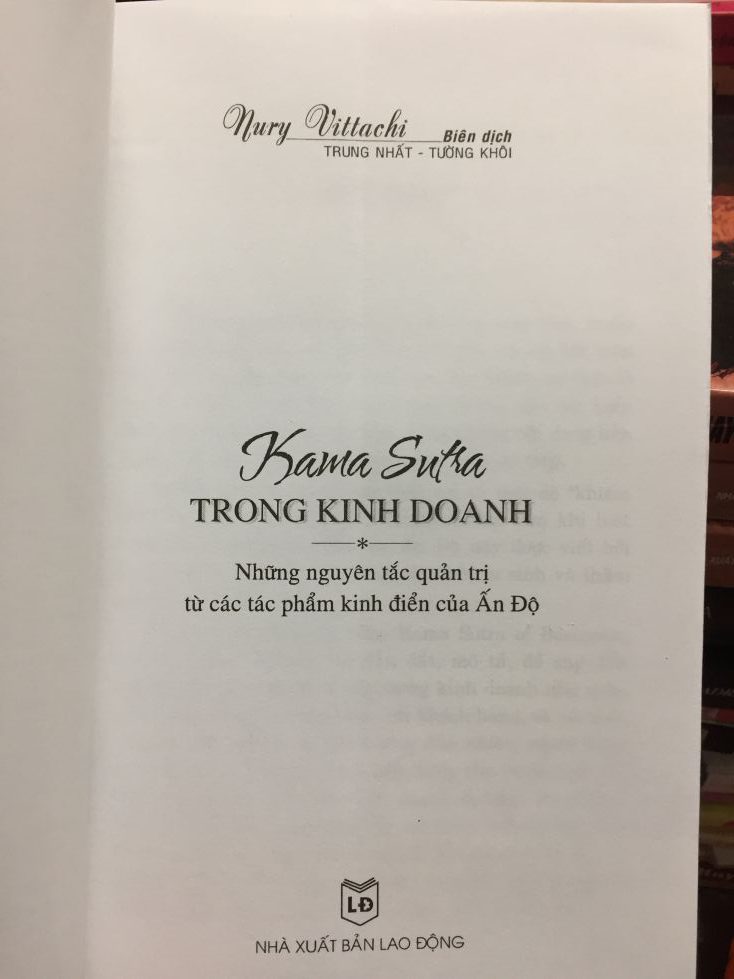 Nury Vittachi Biên dịch
TRUNG NHẤT - TƯỜNG KHÔI
Kama Sutra
TRONG KINH DOANH
*
Những nguyên tắc quản trị
từ các tác phẩm kinh điển của Ấn Độ
LĐ
NHÀ XUẤT BẢN LAO ĐỘNG